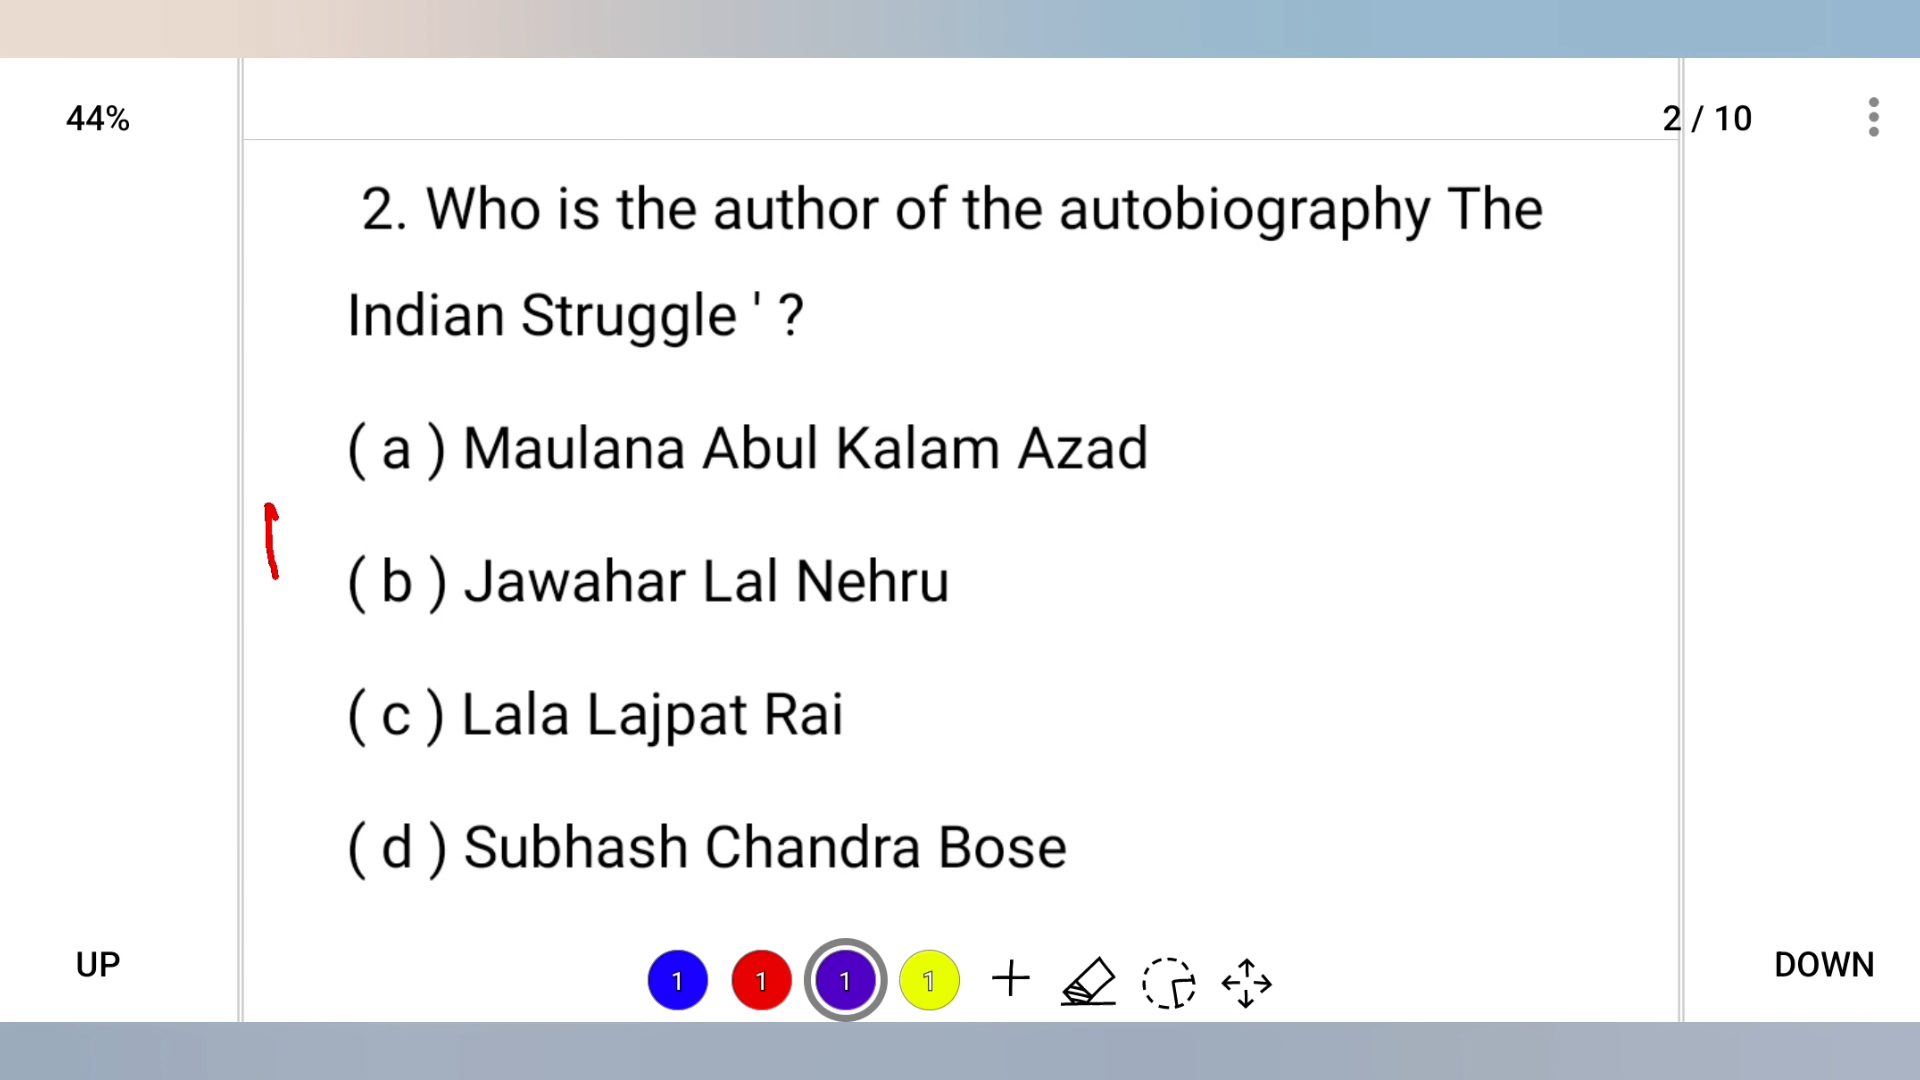 44%
2 / 10
2. Who is the author of the autobiography The
Indian Struggle ' ?
( a ) Maulana Abul Kalam Azad
( b ) Jawahar Lal Nehru
( c ) Lala Lajpat Rai
( d ) Subhash Chandra Bose
UP
1 1 1 1
DOWN